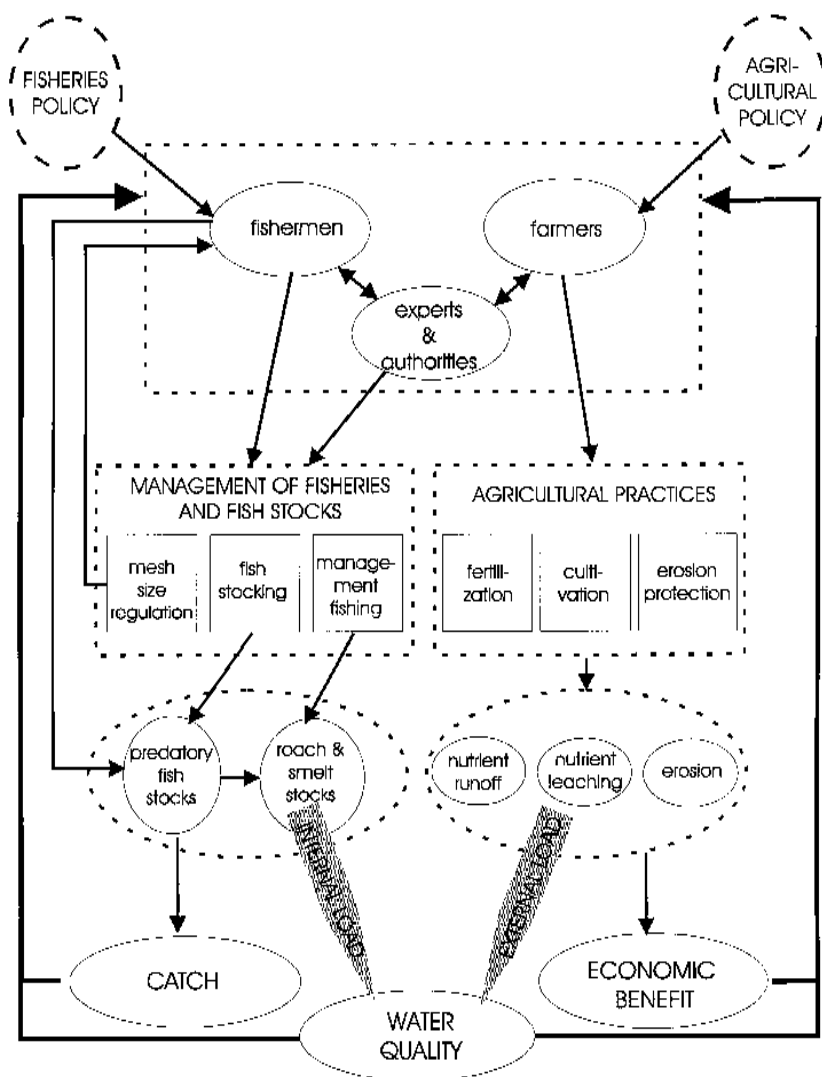 FISHERIES
POLICY
AGRI-
CULTURAL
POLICY
fishermen
farmers
experts
&
authorities
MANAGEMENT OF FISHERIES
AND FISH STOCKS
mesh
size
regulation
fish
stocking
manage-
ment
fishing
AGRICULTURAL PRACTICES
fertili-
zation
culti-
vation
erosion
protection
predatory
fish
stocks
roach &
smelt
stocks
nutrient
runoff
nutrient
leaching
erosion
INTERNAL LOAD
EXTERNAL LOAD
CATCH
WATER
QUALITY
ECONOMIC
BENEFIT